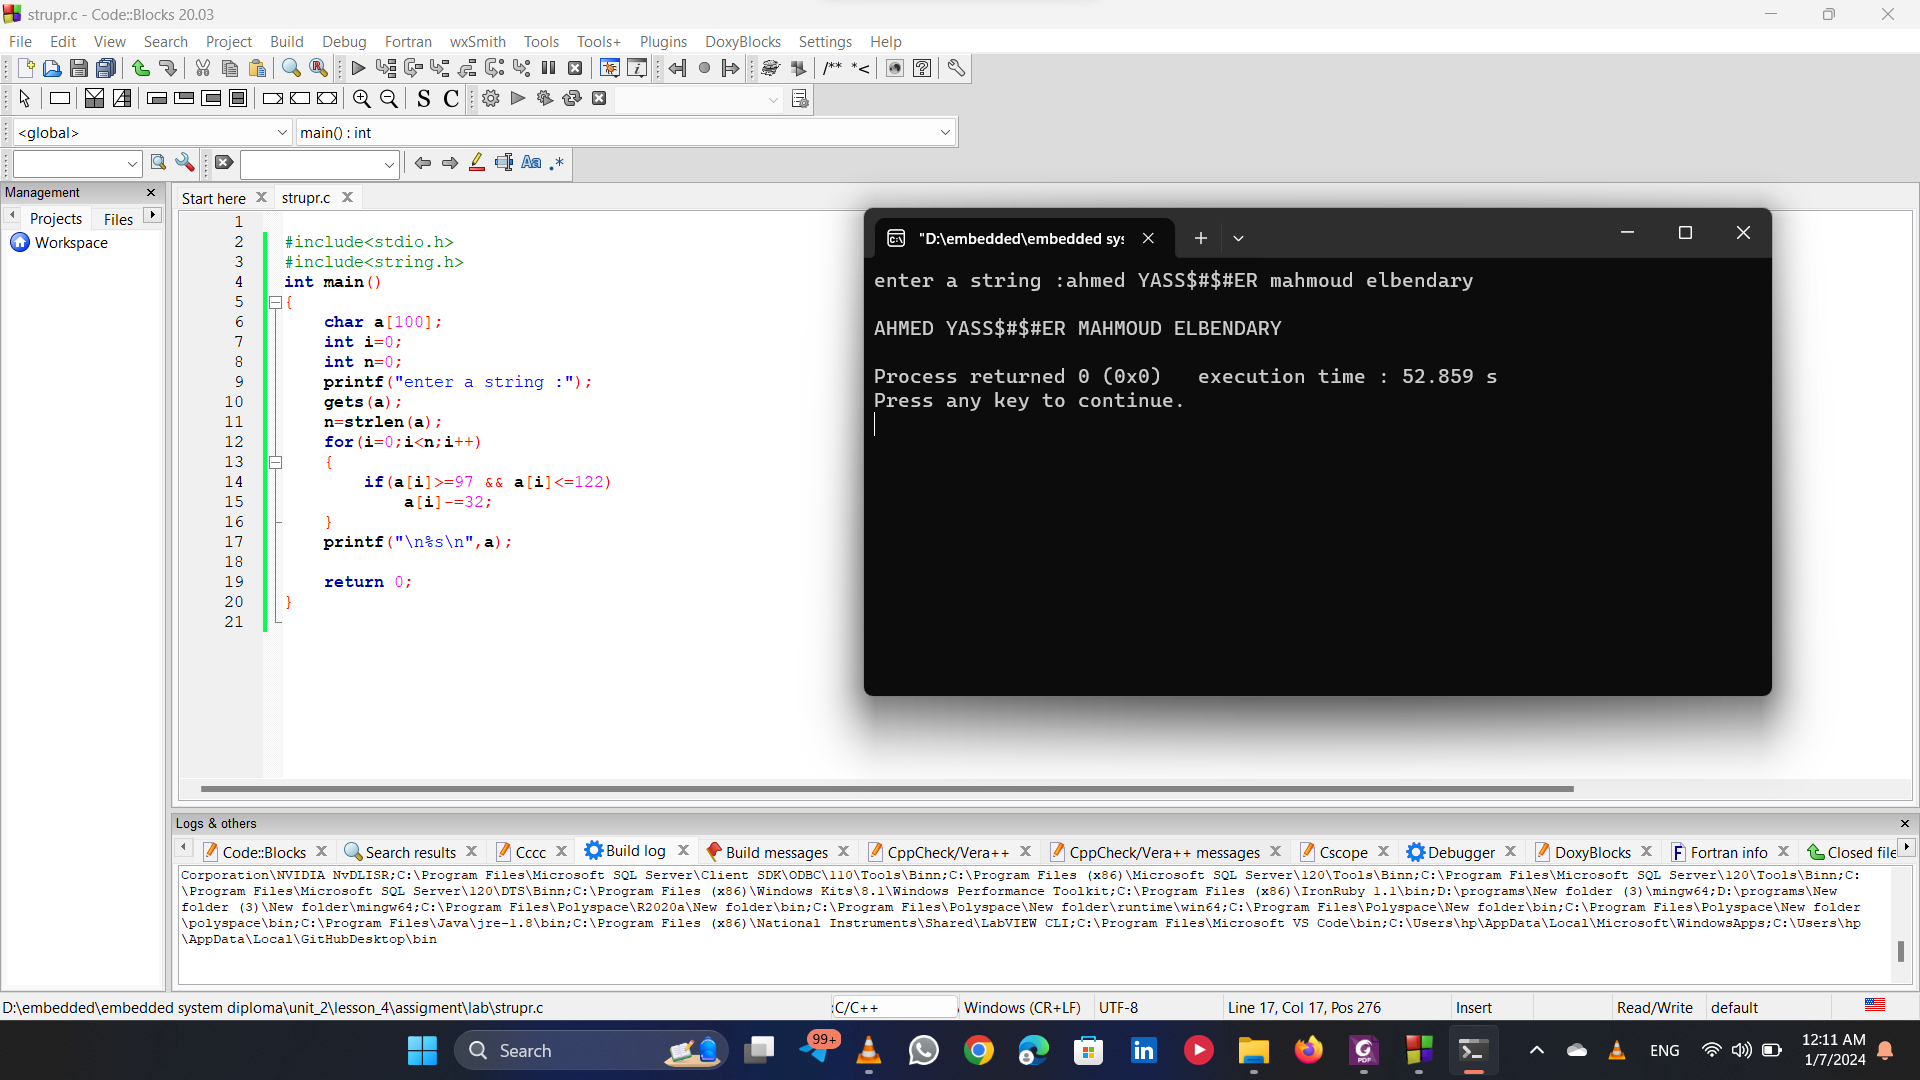 strupr.c - Code::Blocks 20.03
File Edit View Search Project Build Debug Fortran wxSmith Tools Tools+ Plugins DoxyBlocks Settings Help
/** *<
S C
<global> main() : int
Aa .*
Management
Projects Files
Workspace
Start here strupr.c
1
2 #include<stdio.h>
3 #include<string.h>
4 int main()
5 {
6 char a[100];
7 int i=0;
8 int n=0;
9 printf("enter a string :");
10 gets(a);
11 n=strlen(a);
12 for(i=0;i<n;i++)
13 {
14 if(a[i]>=97 && a[i]<=122)
15 a[i]-=32;
16 }
17 printf("\n%s\n",a);
18
19 return 0;
20 }
21
"D:\embedded\embedded sys
enter a string :ahmed YASS$#$#ER mahmoud elbendary
AHMED YASS$#$#ER MAHMOUD ELBENDARY
Process returned 0 (0x0) execution time : 52.859 s
Press any key to continue.
Logs & others
Code::Blocks Search results Cccc Build log Build messages CppCheck/Vera++ CppCheck/Vera++ messages Cscope Debugger DoxyBlocks Fortran info Closed file
Corporation\NVIDIA NvDLISR;C:\Program Files\Microsoft SQL Server\Client SDK\ODBC\110\Tools\Binn;C:\Program Files (x86)\Microsoft SQL Server\120\Tools\Binn;C:\Program Files\Microsoft SQL Server\120\Tools\Binn;C:
\Program Files\Microsoft SQL Server\120\DTS\Binn;C:\Program Files (x86)\Windows Kits\8.1\Windows Performance Toolkit;C:\Program Files (x86)\IronRuby 1.1\bin;D:\programs\New folder (3)\mingw64;D:\programs\New
folder (3)\New folder\mingw64;C:\Program Files\Polyspace\R2020a\New folder\bin;C:\Program Files\Polyspace\New folder\runtime\win64;C:\Program Files\Polyspace\New folder\bin;C:\Program Files\Polyspace\New folder
\polyspace\bin;C:\Program Files\Java\jre-1.8\bin;C:\Program Files (x86)\National Instruments\Shared\LabVIEW CLI;C:\Program Files\Microsoft VS Code\bin;C:\Users\hp\AppData\Local\Microsoft\WindowsApps;C:\Users\hp
\AppData\Local\GitHubDesktop\bin
D:\embedded\embedded system diploma\unit_2\lesson_4\assigment\lab\strupr.c C/C++ Windows (CR+LF) UTF-8 Line 17, Col 17, Pos 276 Insert Read/Write default
Search 99+ ENG 12:11 AM
1/7/2024